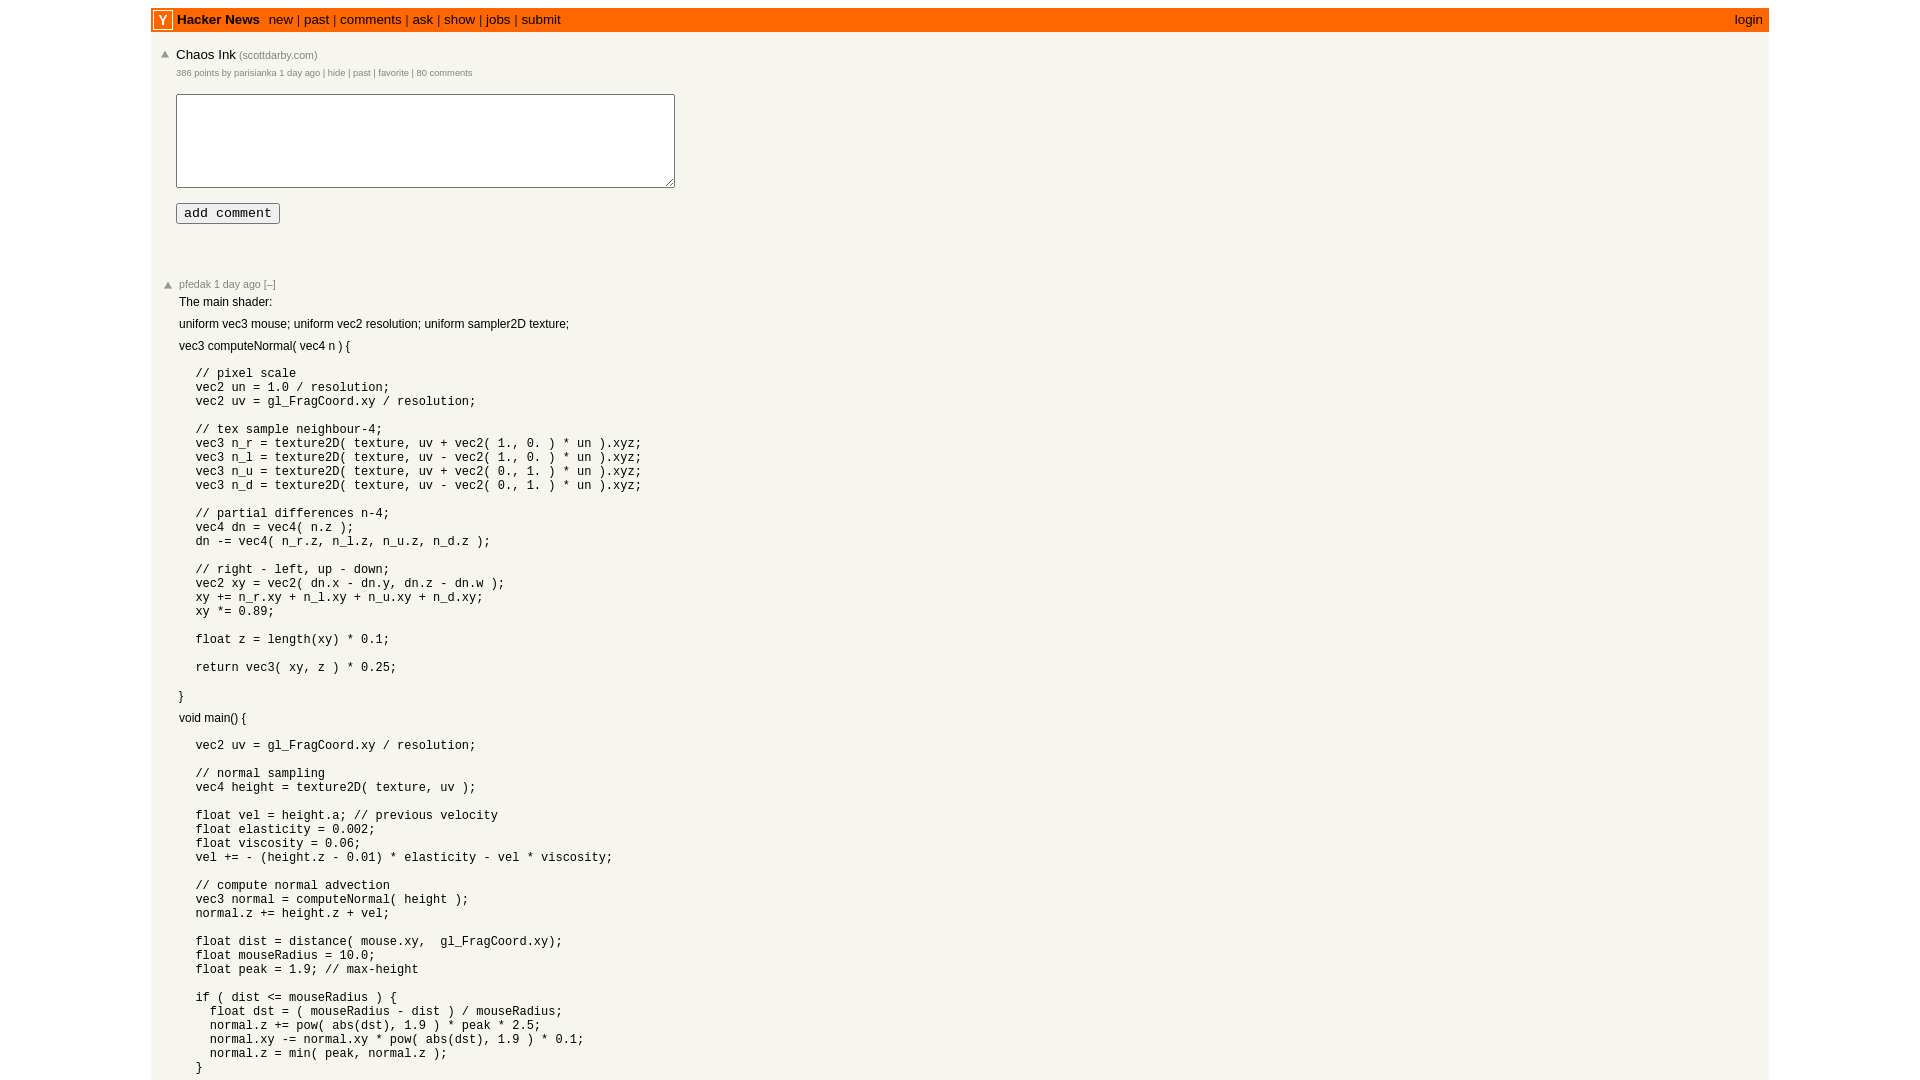 Y Hacker News new | past | comments | ask | show | jobs | submit login
Chaos Ink (scottdarby.com)
386 points by parisianka 1 day ago | hide | past | favorite | 80 comments
add comment
pfedak 1 day ago [–]
The main shader:
uniform vec3 mouse; uniform vec2 resolution; uniform sampler2D texture;
vec3 computeNormal( vec4 n ) {
// pixel scale
vec2 un = 1.0 / resolution;
vec2 uv = gl_FragCoord.xy / resolution;
// tex sample neighbour-4;
vec3 n_r = texture2D( texture, uv + vec2( 1., 0. ) * un ).xyz;
vec3 n_l = texture2D( texture, uv - vec2( 1., 0. ) * un ).xyz;
vec3 n_u = texture2D( texture, uv + vec2( 0., 1. ) * un ).xyz;
vec3 n_d = texture2D( texture, uv - vec2( 0., 1. ) * un ).xyz;
// partial differences n-4;
vec4 dn = vec4( n.z );
dn -= vec4( n_r.z, n_l.z, n_u.z, n_d.z );
// right - left, up - down;
vec2 xy = vec2( dn.x - dn.y, dn.z - dn.w );
xy += n_r.xy + n_l.xy + n_u.xy + n_d.xy;
xy *= 0.89;
float z = length(xy) * 0.1;
return vec3( xy, z ) * 0.25;
}
void main() {
vec2 uv = gl_FragCoord.xy / resolution;
// normal sampling
vec4 height = texture2D( texture, uv );
float vel = height.a; // previous velocity
float elasticity = 0.002;
float viscosity = 0.06;
vel += - (height.z - 0.01) * elasticity - vel * viscosity;
// compute normal advection
vec3 normal = computeNormal( height );
normal.z += height.z + vel;
float dist = distance( mouse.xy,  gl_FragCoord.xy);
float mouseRadius = 10.0;
float peak = 1.9; // max-height
if ( dist <= mouseRadius ) {
float dst = ( mouseRadius - dist ) / mouseRadius;
normal.z += pow( abs(dst), 1.9 ) * peak * 2.5;
normal.xy -= normal.xy * pow( abs(dst), 1.9 ) * 0.1;
normal.z = min( peak, normal.z );
}